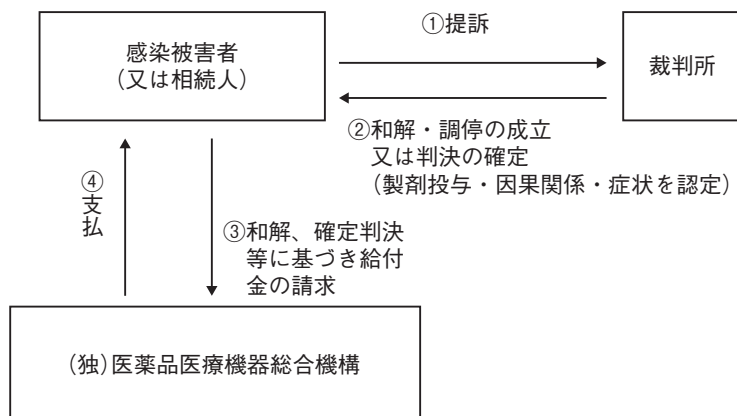 ①提訴
感染被害者
(又は相続人)
裁判所
②和解・調停の成立
又は判決の確定
(製剤投与・因果関係・症状を認定)
④支払
③和解、確定判決
等に基づき給付
金の請求
(独)医薬品医療機器総合機構